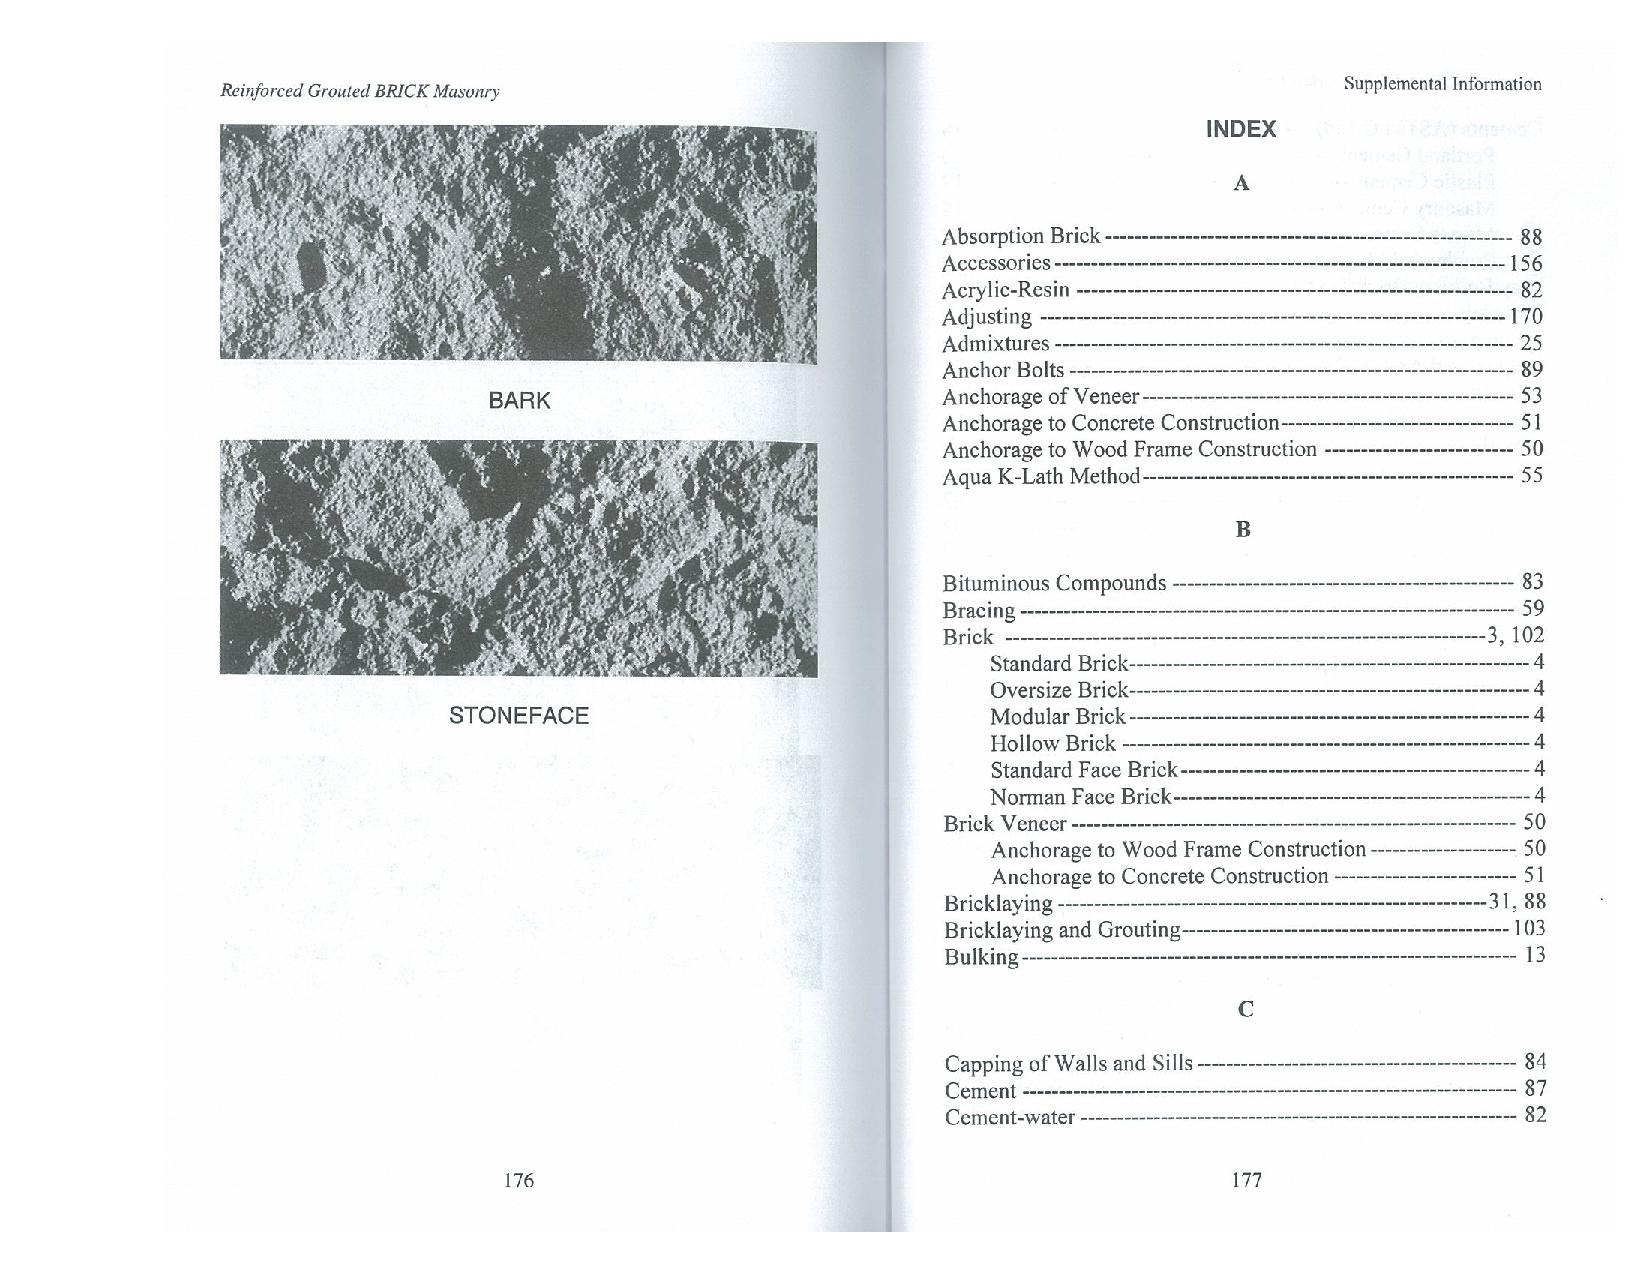 Reinforced Grouted BRICK Masonry
BARK
STONEFACE
176
Supplemental Information
INDEX
A
Absorption Brick -------------------------------------------------------- 88
Accessories -------------------------------------------------------------- 156
Acrylic-Resin ------------------------------------------------------------ 82
Adjusting ---------------------------------------------------------------- 170
Admixtures --------------------------------------------------------------- 25
Anchor Bolts ------------------------------------------------------------- 89
Anchorage of Veneer --------------------------------------------------- 53
Anchorage to Concrete Construction-------------------------------- 51
Anchorage to Wood Frame Construction -------------------------- 50
Aqua K-Lath Method--------------------------------------------------- 55
B
Bituminous Compounds ----------------------------------------------- 83
Bracing -------------------------------------------------------------------- 59
Brick ------------------------------------------------------------------3, 102
Standard Brick------------------------------------------------------- 4
Oversize Brick------------------------------------------------------- 4
Modular Brick ------------------------------------------------------- 4
Hollow Brick -------------------------------------------------------- 4
Standard Face Brick------------------------------------------------ 4
Norman Face Brick------------------------------------------------- 4
Brick Veneer ------------------------------------------------------------- 50
Anchorage to Wood Frame Construction -------------------- 50
Anchorage to Concrete Construction ------------------------- 51
Bricklaying -----------------------------------------------------------31, 88
Bricklaying and Grouting--------------------------------------------- 103
Bulking-------------------------------------------------------------------- 13
C
Capping of Walls and Sills -------------------------------------------- 84
Cement -------------------------------------------------------------------- 87
Cement-water ------------------------------------------------------------ 82
177